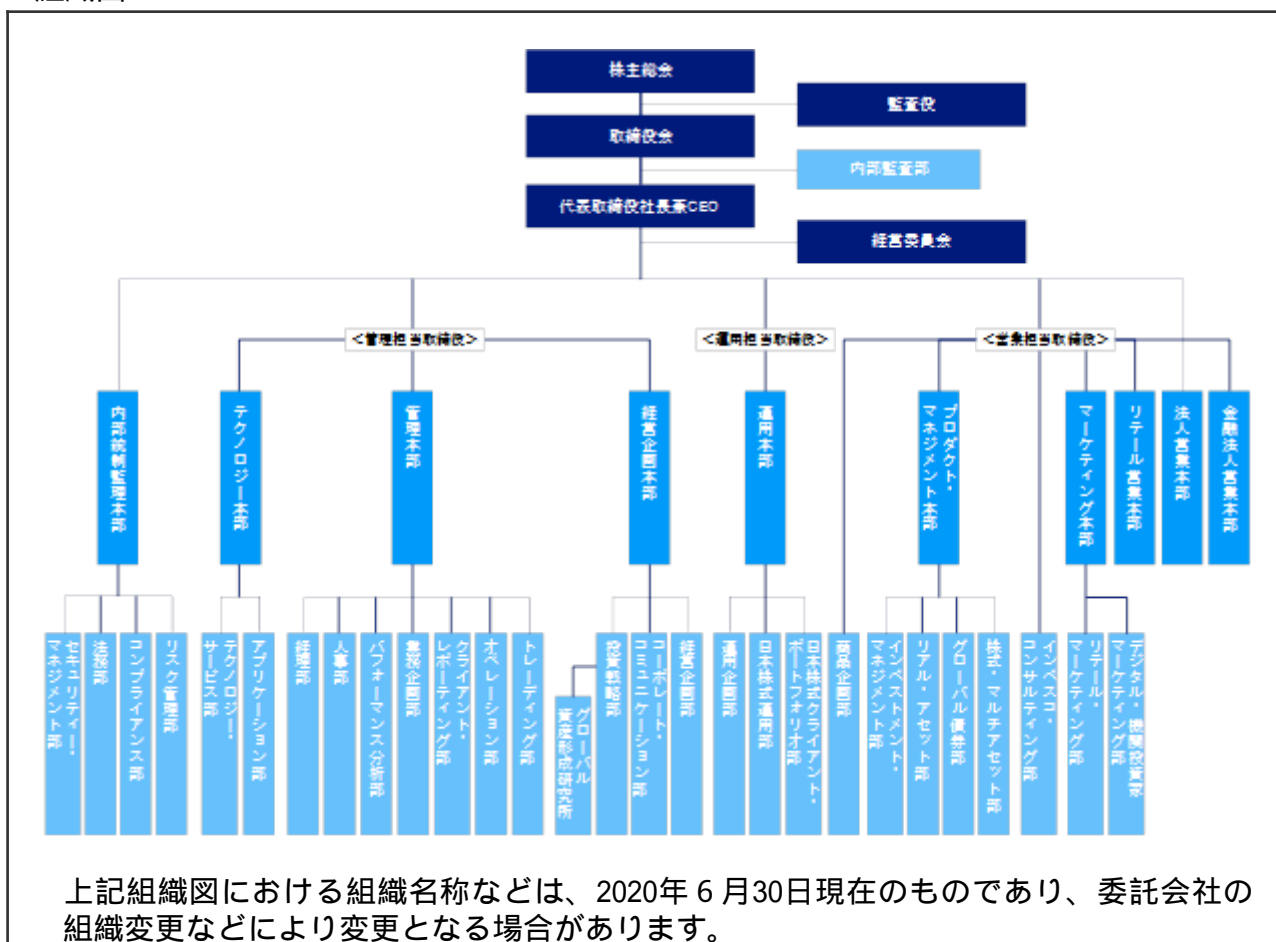 株主総会
監査役
取締役会
内部監査部
代表取締役社長兼CEO
経営委員会
＜管理担当取締役＞
＜運用担当取締役＞
＜営業担当取締役＞
内部統制監理本部
テクノロジー本部
管理本部
経営企画本部
運用本部
プロダクト・
マネジメント本部
マーケティング本部
リテール営業本部
法人営業本部
金融法人営業本部
セキュリティー・
マネジメント部
法務部
コンプライアンス部
リスク管理部
テクノロジー・
サービス部
アプリケーション部
経理部
人事部
パフォーマンス分析部
業務企画部
クライアント・
レポーティング部
オペレーション部
トレーディング部
グローバル
資産形成研究所
投資戦略部
コーポレート・
コミュニケーション部
経営企画部
運用企画部
日本株式運用部
日本株式クライアント・
ポートフォリオ部
商品企画部
インベストメント・
マネジメント部
リアル・アセット部
グローバル債券部
株式・マルチアセット部
インベスコ・
コンサルティング部
リテール・
マーケティング部
デジタル・機関投資家
マーケティング部
上記組織図における組織名称などは、2020年６月30日現在のものであり、委託会社の
組織変更などにより変更となる場合があります。